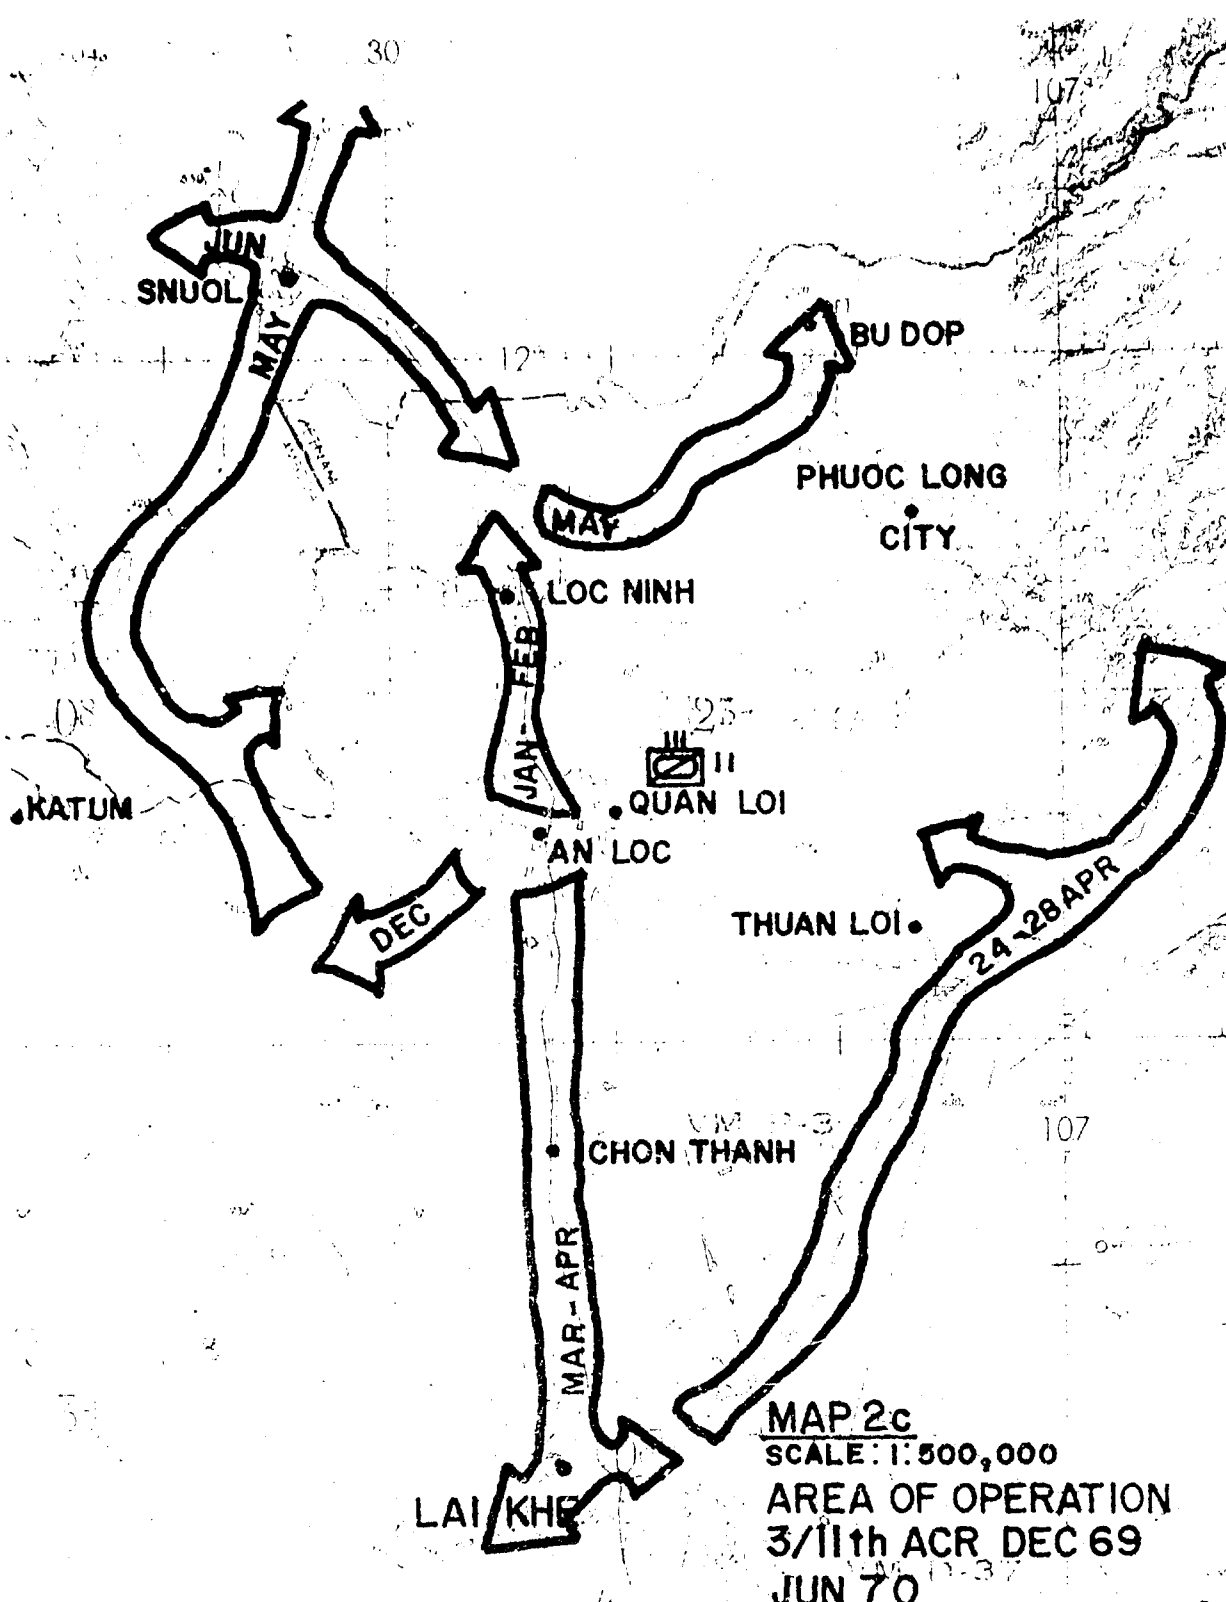 30
107°
JUN
SNUOL
MAY
12°
BU DOP
PHUOC LONG
CITY
MAY
LOC NINH
JAN-FEB
25
III
11
KATUM
QUAN LOI
AN LOC
DEC
THUAN LOI
24-28 APR
107
CHON THANH
MAR-APR
LAI KHE
MAP 2c
SCALE: 1:500,000
AREA OF OPERATION
3/11th ACR DEC 69
JUN 70